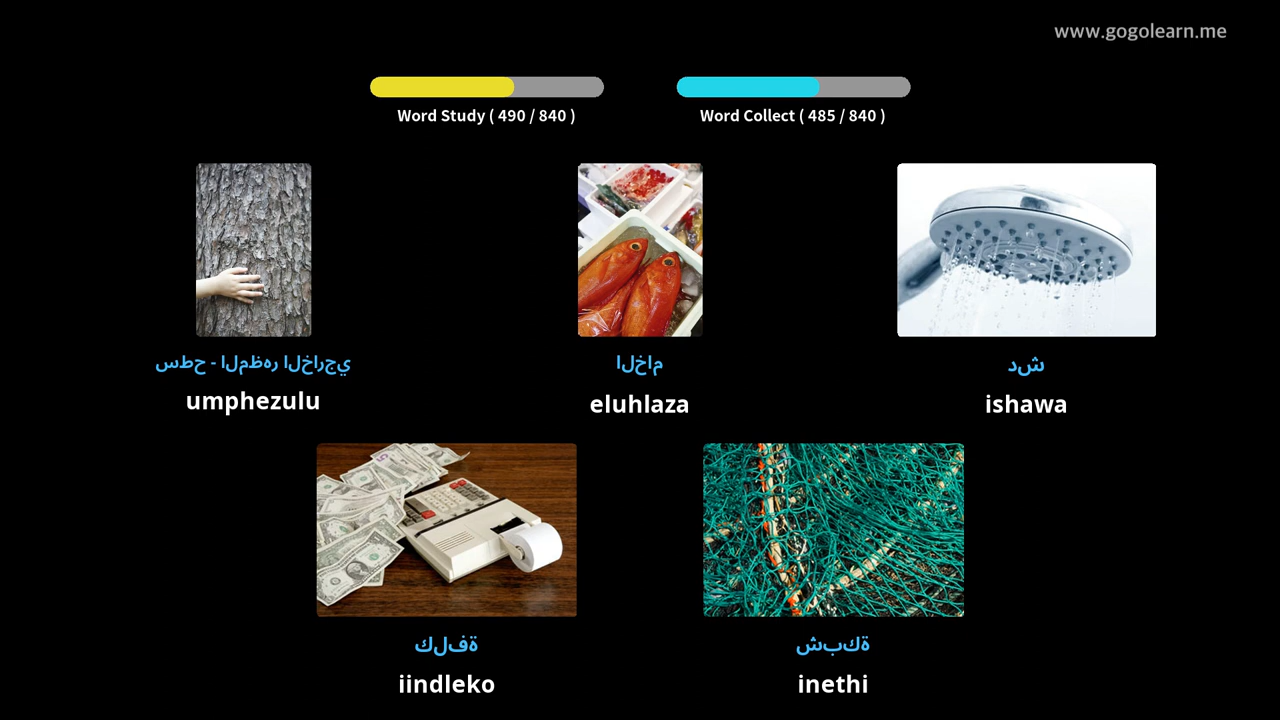 www.gogolearn.me
Word Study ( 490 / 840 )
Word Collect ( 485 / 840 )
سطح - المظهر الخارجي
umphezulu
الخام
eluhlaza
دش
ishawa
كلفة
iindleko
شبكة
inethi